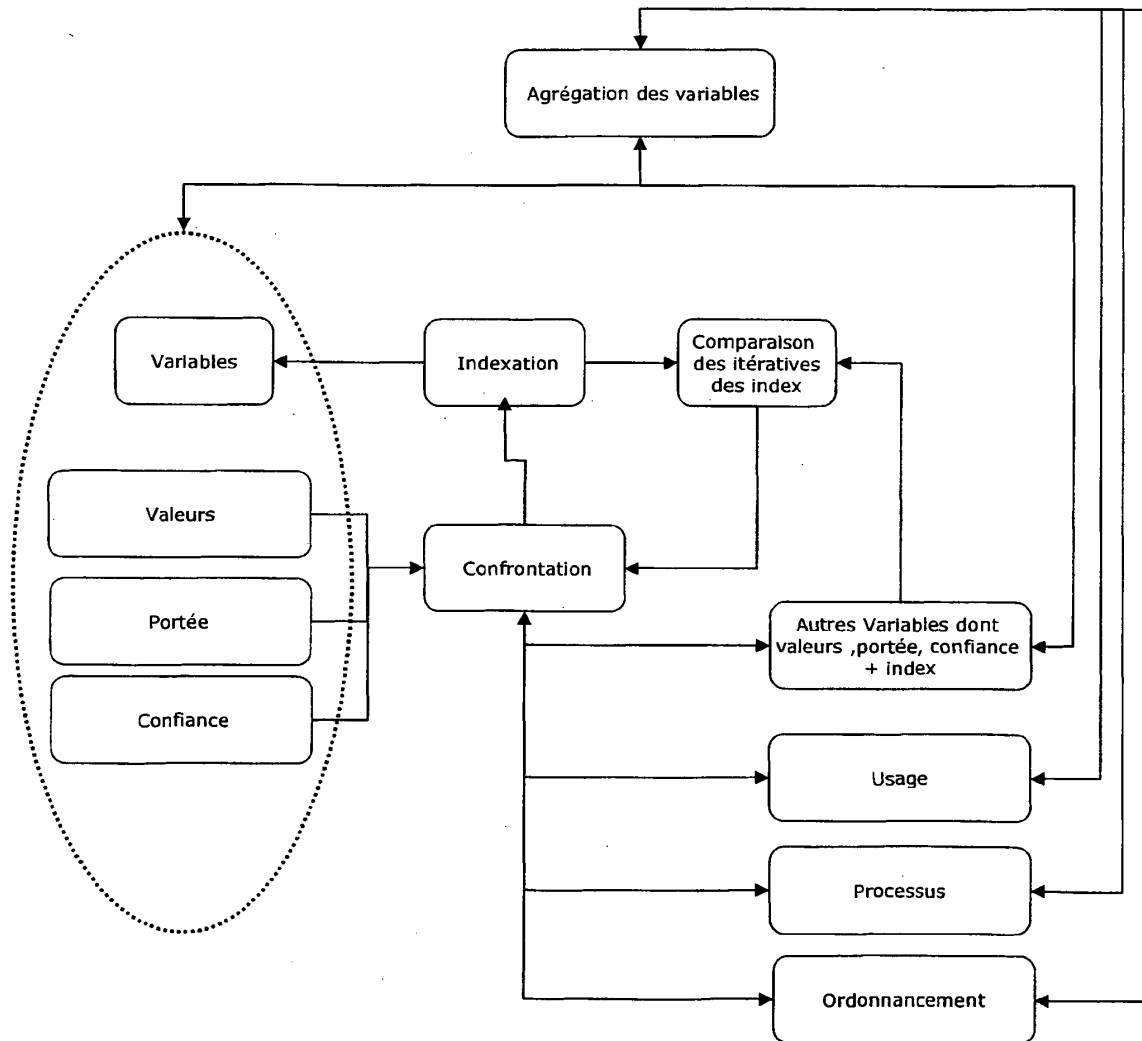 Agrégation des variables
Variables
Indexation
Comparaison
des itératives
des index
Valeurs
Confrontation
Portée
Autres Variables dont
valeurs ,portée, confiance
+ index
Confiance
Usage
Processus
Ordonnancement